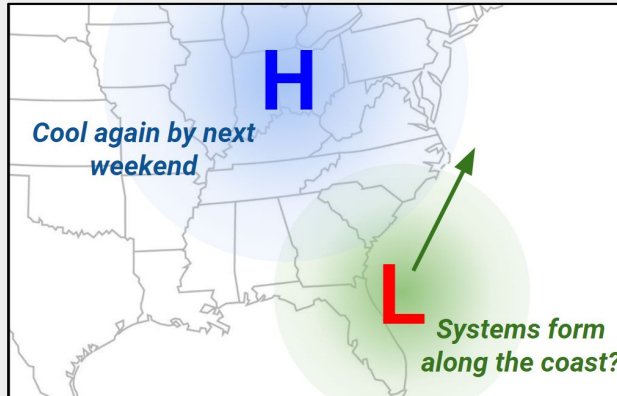 H
Cool again by next
weekend
L
Systems form
along the coast?